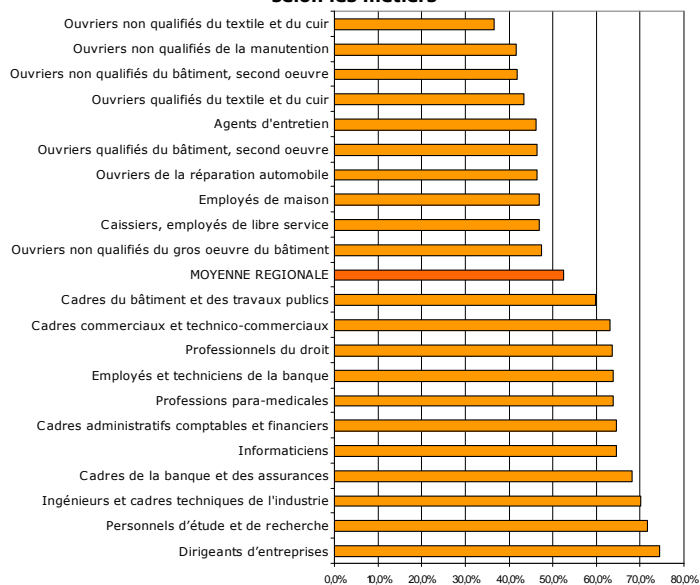 selon les métiers
Ouvriers non qualifiés du textile et du cuir
Ouvriers non qualifiés de la manutention
Ouvriers non qualifiés du bâtiment, second oeuvre
Ouvriers qualifiés du textile et du cuir
Agents d'entretien
Ouvriers qualifiés du bâtiment, second oeuvre
Ouvriers de la réparation automobile
Employés de maison
Caissiers, employés de libre service
Ouvriers non qualifiés du gros oeuvre du bâtiment
MOYENNE REGIONALE
Cadres du bâtiment et des travaux publics
Cadres commerciaux et technico-commerciaux
Professionnels du droit
Employés et techniciens de la banque
Professions para-medicales
Cadres administratifs comptables et financiers
Informaticiens
Cadres de la banque et des assurances
Ingénieurs et cadres techniques de l'industrie
Personnels d’étude et de recherche
Dirigeants d’entreprises
0,0% 10,0% 20,0% 30,0% 40,0% 50,0% 60,0% 70,0% 80,0%